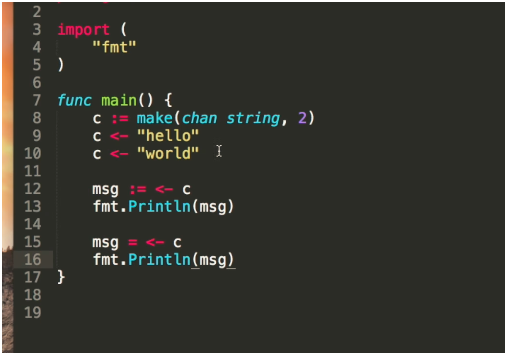 2
3 import (
4 "fmt"
5 )
6
7 func main() {
8 c := make(chan string, 2)
9 c <- "hello"
10 c <- "world"
11
12 msg := <- c
13 fmt.Println(msg)
14
15 msg = <- c
16 fmt.Println(msg)
17 }
18
19